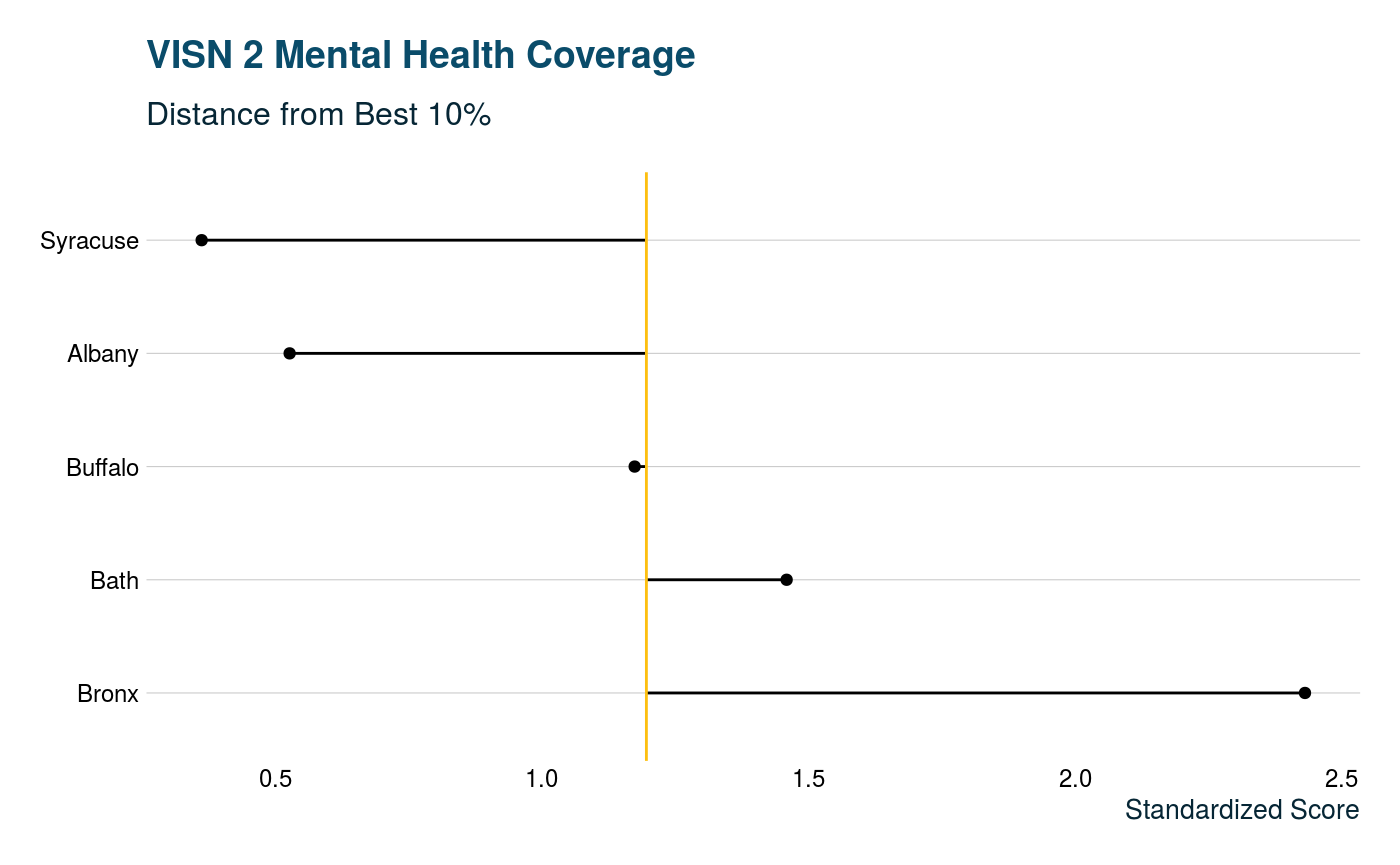 VISN 2 Mental Health Coverage
Distance from Best 10%
Syracuse
Albany
Buffalo
Bath
Bronx
0.5 1.0 1.5 2.0 2.5
Standardized Score